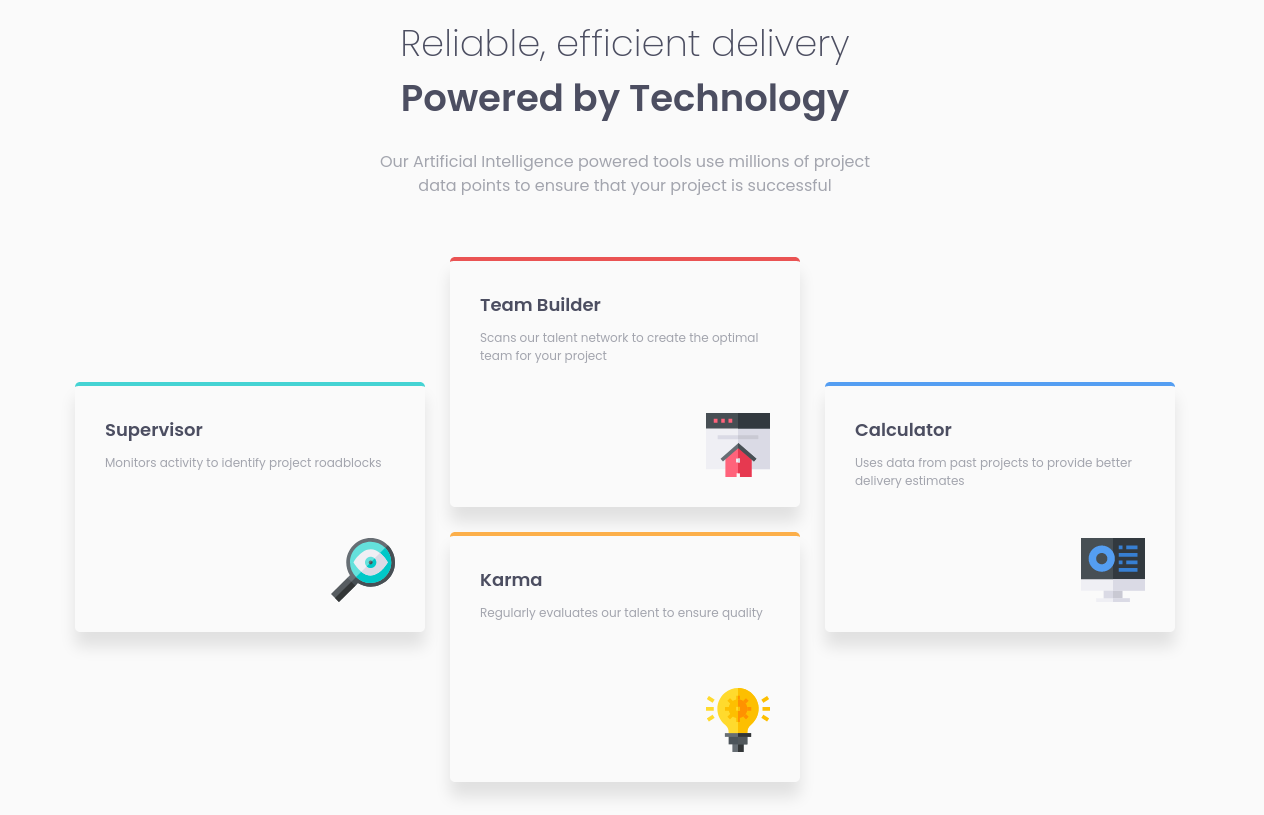 Reliable, efficient delivery
Powered by Technology
Our Artificial Intelligence powered tools use millions of project
data points to ensure that your project is successful
Supervisor
Monitors activity to identify project roadblocks
Team Builder
Scans our talent network to create the optimal
team for your project
Karma
Regularly evaluates our talent to ensure quality
Calculator
Uses data from past projects to provide better
delivery estimates